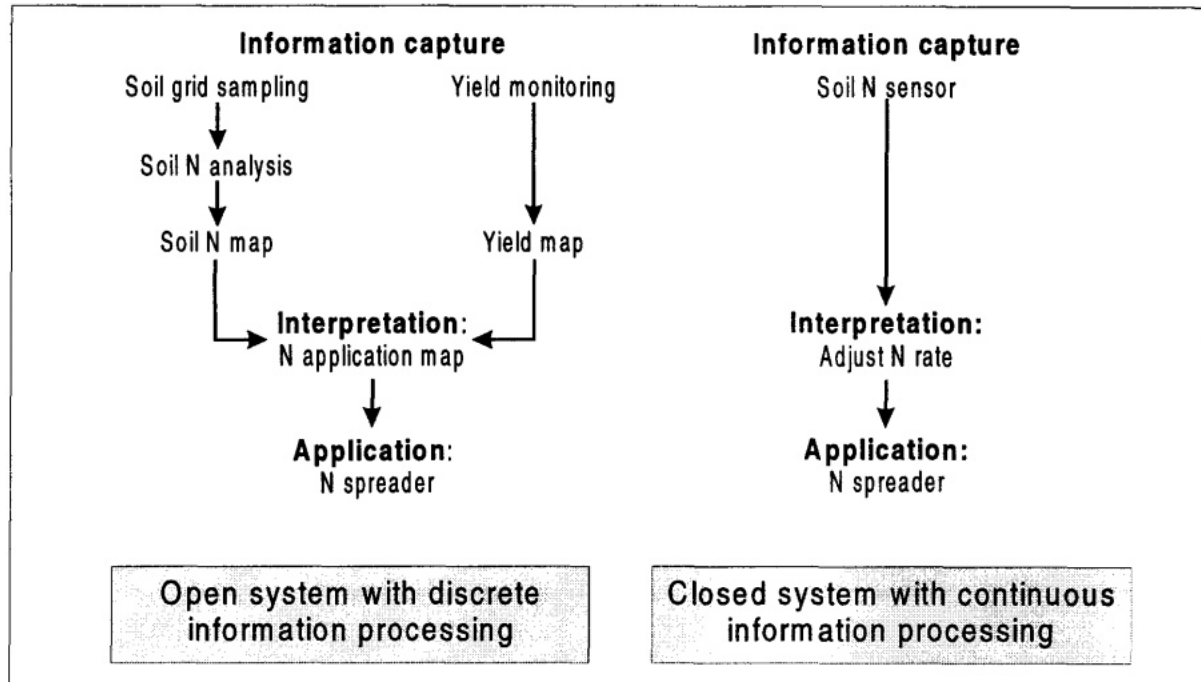 Information capture
Soil grid sampling
Yield monitoring
Soil N analysis
Soil N map
Yield map
Interpretation:
N application map
Application:
N spreader
Open system with discrete
information processing
Information capture
Soil N sensor
Interpretation:
Adjust N rate
Application:
N spreader
Closed system with continuous
information processing